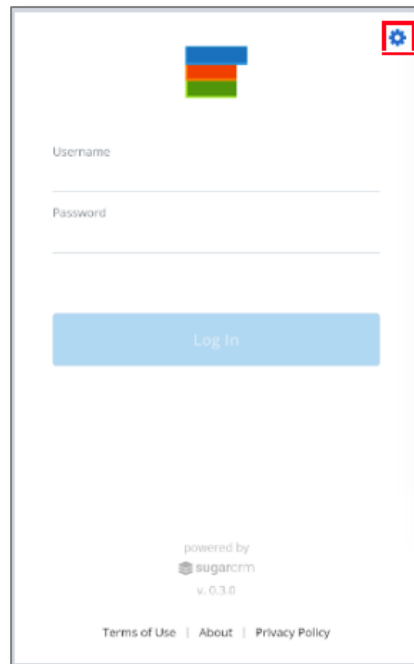 Username
Password
Log In
powered by
sugarcrm
v. 0.3.0
Terms of Use | About | Privacy Policy